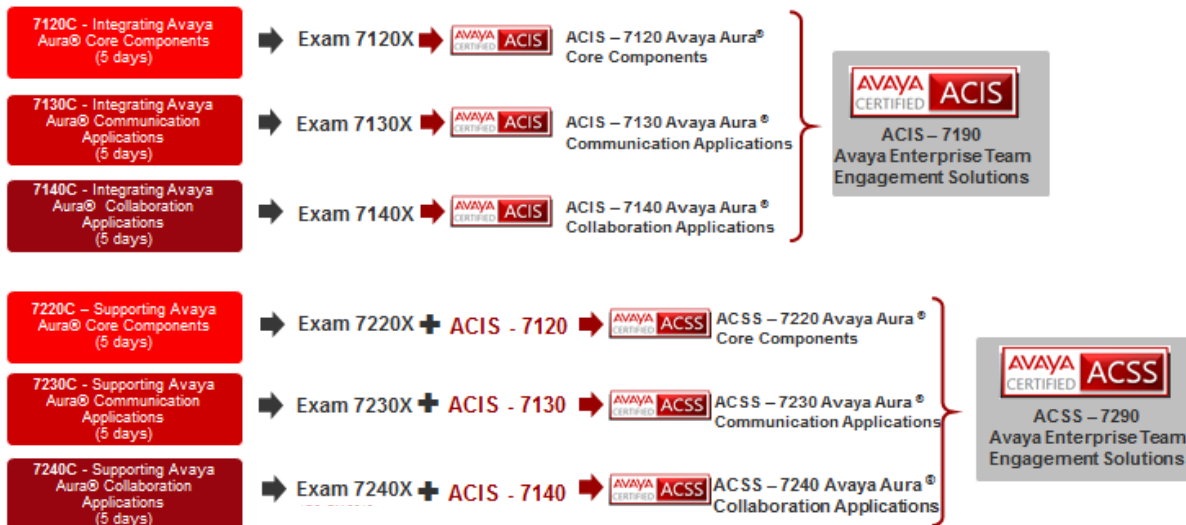 7120C - Integrating Avaya
Aura® Core Components
(5 days)
Exam 7120X
AVAYA
CERTIFIED
ACIS
ACIS – 7120 Avaya Aura®
Core Components
7130C - Integrating Avaya
Aura® Communication
Applications
(5 days)
Exam 7130X
AVAYA
CERTIFIED
ACIS
ACIS – 7130 Avaya Aura ®
Communication Applications
7140C - Integrating Avaya
Aura® Collaboration
Applications
(5 days)
Exam 7140X
AVAYA
CERTIFIED
ACIS
ACIS – 7140 Avaya Aura ®
Collaboration Applications
AVAYA
CERTIFIED
ACIS
ACIS – 7190
Avaya Enterprise Team
Engagement Solutions
7220C – Supporting Avaya
Aura® Core Components
(5 days)
Exam 7220X + ACIS - 7120
AVAYA
CERTIFIED
ACSS
ACSS – 7220 Avaya Aura ®
Core Components
7230C - Supporting Avaya
Aura® Communication
Applications
(5 days)
Exam 7230X + ACIS - 7130
AVAYA
CERTIFIED
ACSS
ACSS – 7230 Avaya Aura ®
Communication Applications
7240C - Supporting Avaya
Aura® Collaboration
Applications
(5 days)
Exam 7240X + ACIS - 7140
AVAYA
CERTIFIED
ACSS
ACSS – 7240 Avaya Aura ®
Collaboration Applications
AVAYA
CERTIFIED
ACSS
ACSS – 7290
Avaya Enterprise Team
Engagement Solutions